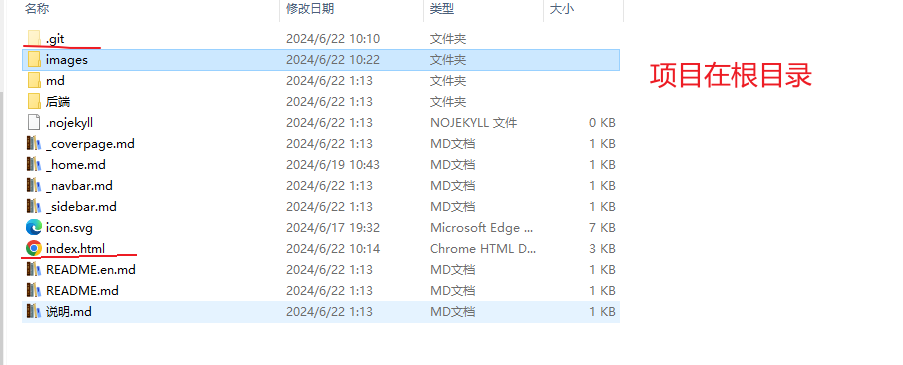 名称 修改日期 类型 大小
.git 2024/6/22 10:10 文件夹
images 2024/6/22 10:22 文件夹
md 2024/6/22 1:13 文件夹
后端 2024/6/22 1:13 文件夹
.nojekyll 2024/6/22 1:13 NOJEKYLL 文件 0 KB
_coverpage.md 2024/6/22 1:13 MD文档 1 KB
_home.md 2024/6/19 10:43 MD文档 1 KB
_navbar.md 2024/6/22 1:13 MD文档 1 KB
_sidebar.md 2024/6/22 1:13 MD文档 1 KB
icon.svg 2024/6/17 19:32 Microsoft Edge ... 7 KB
index.html 2024/6/22 10:14 Chrome HTML D... 3 KB
README.en.md 2024/6/22 1:13 MD文档 1 KB
README.md 2024/6/22 1:13 MD文档 1 KB
说明.md 2024/6/22 1:13 MD文档 1 KB
项目在根目录